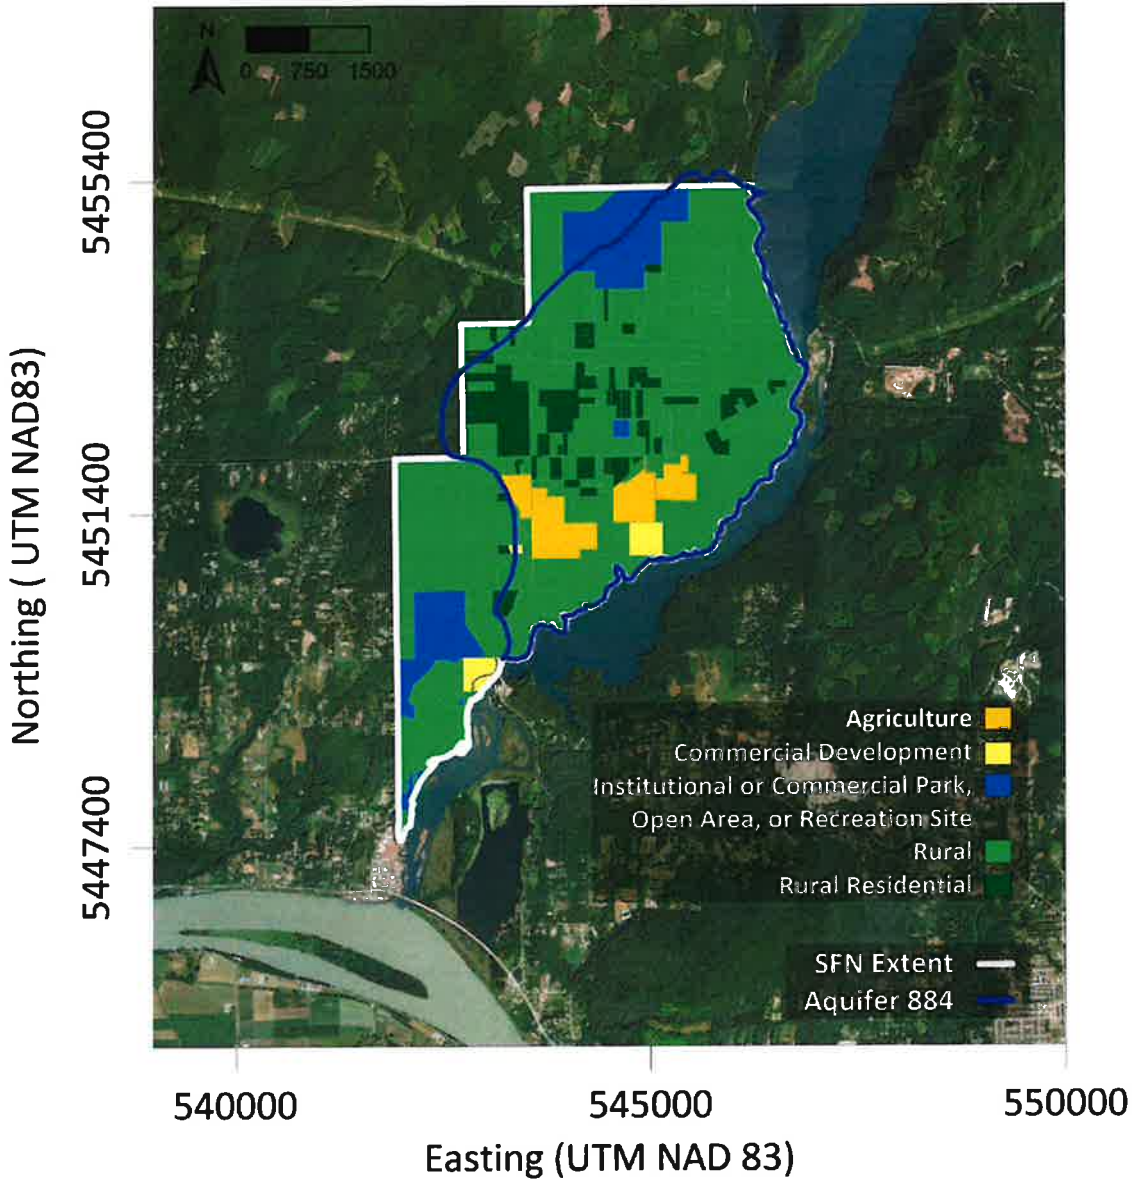 N
0 750 1500
5455400
5451400
5447400
Northing ( UTM NAD83)
Agriculture
Commercial Development
Institutional or Commercial Park,
Open Area, or Recreation Site
Rural
Rural Residential
SFN Extent
Aquifer 884
540000 545000 550000
Easting (UTM NAD 83)